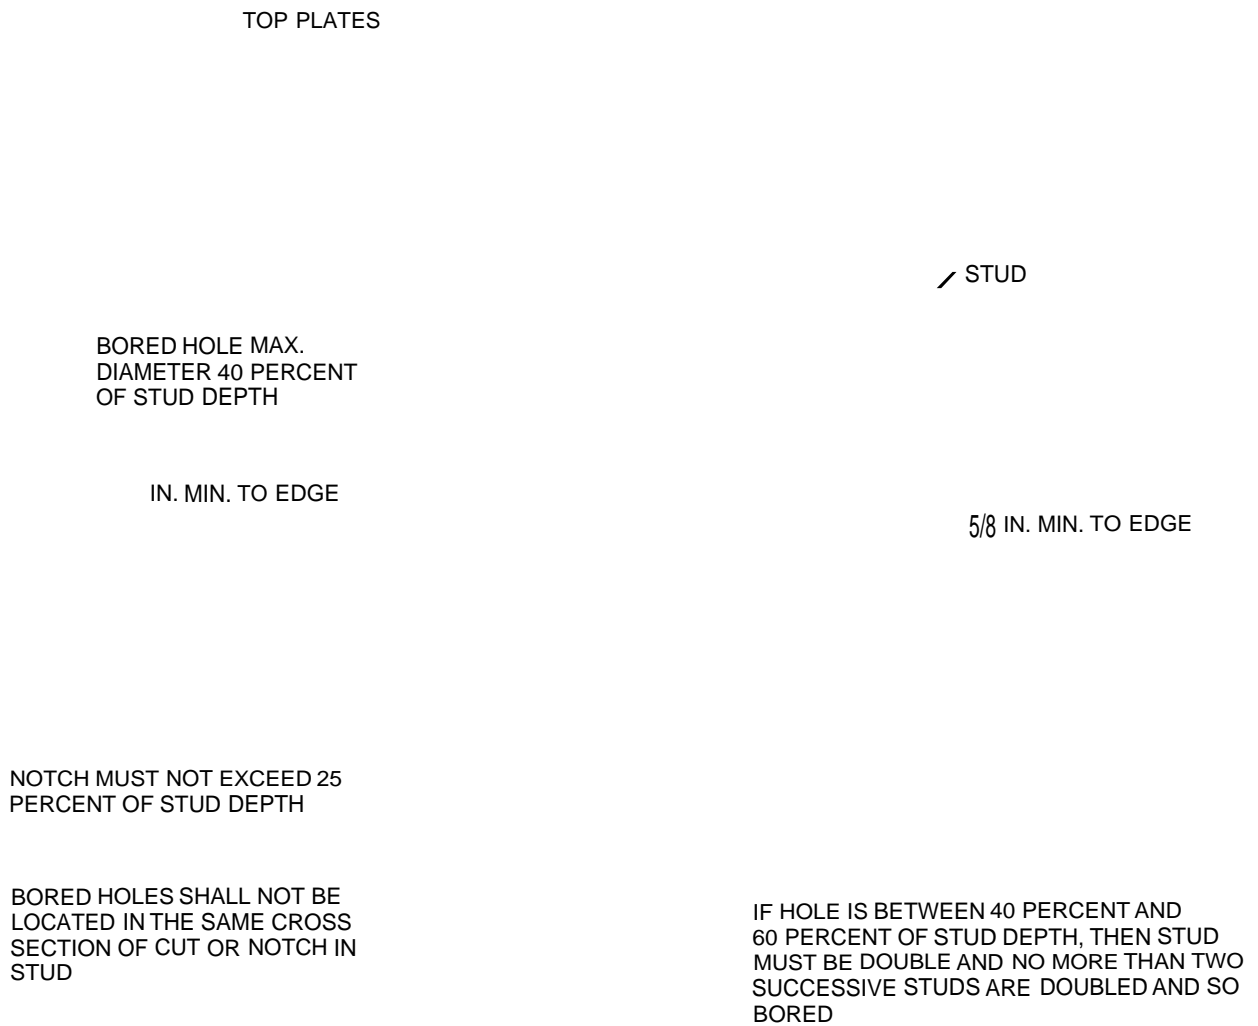 TOP PLATES
STUD
BORED HOLE MAX.
DIAMETER 40 PERCENT
OF STUD DEPTH
IN. MIN. TO EDGE
5/8 IN. MIN. TO EDGE
NOTCH MUST NOT EXCEED 25
PERCENT OF STUD DEPTH
BORED HOLES SHALL NOT BE
LOCATED IN THE SAME CROSS
SECTION OF CUT OR NOTCH IN
STUD
IF HOLE IS BETWEEN 40 PERCENT AND
60 PERCENT OF STUD DEPTH, THEN STUD
MUST BE DOUBLE AND NO MORE THAN TWO
SUCCESSIVE STUDS ARE DOUBLED AND SO
BORED